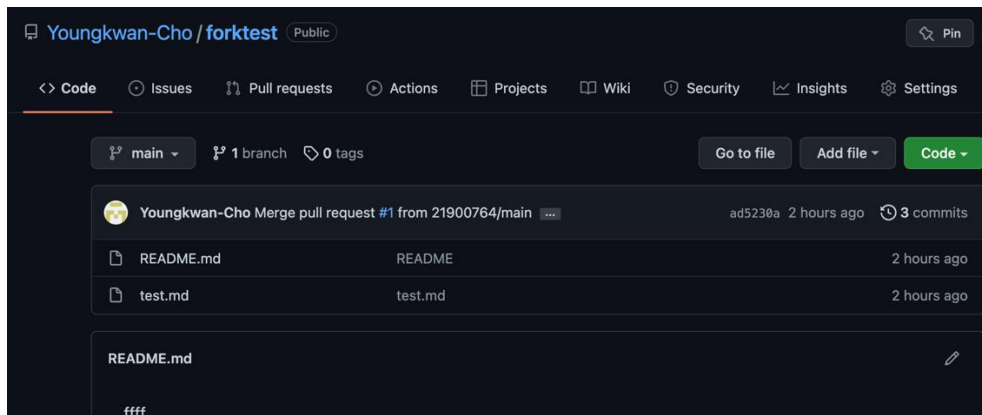 Youngkwan-Cho / forktest Public Pin
<> Code Issues Pull requests Actions Projects Wiki Security Insights Settings
main 1 branch 0 tags Go to file Add file Code
Youngkwan-Cho Merge pull request #1 from 21900764/main ... ad5230a 2 hours ago 3 commits
README.md README 2 hours ago
test.md test.md 2 hours ago
README.md
ffff